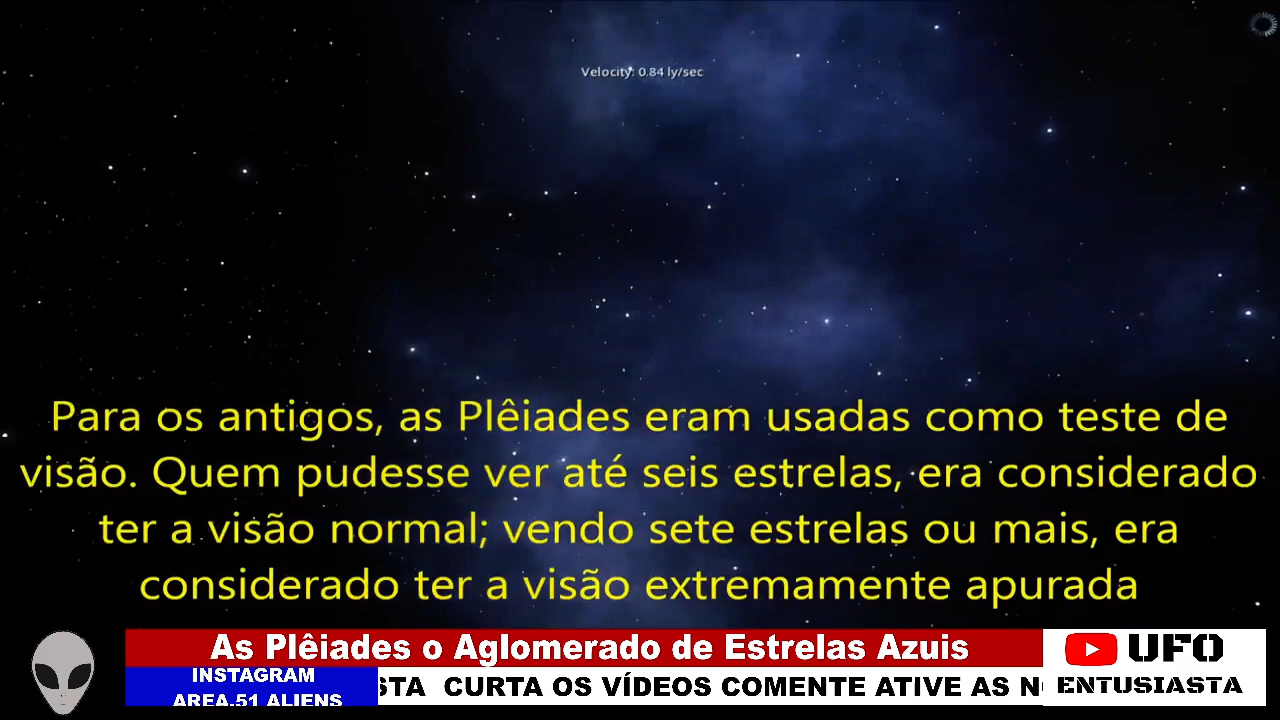 Velocity: 0.84 ly/sec
Para os antigos, as Plêiades eram usadas como teste de
visão. Quem pudesse ver até seis estrelas, era considerado
ter a visão normal; vendo sete estrelas ou mais, era
considerado ter a visão extremamente apurada
As Plêiades o Aglomerado de Estrelas Azuis
UFO
ENTUSIASTA
INSTAGRAM
AREA.51 ALIENS
STA CURTA OS VÍDEOS COMENTE ATIVE AS